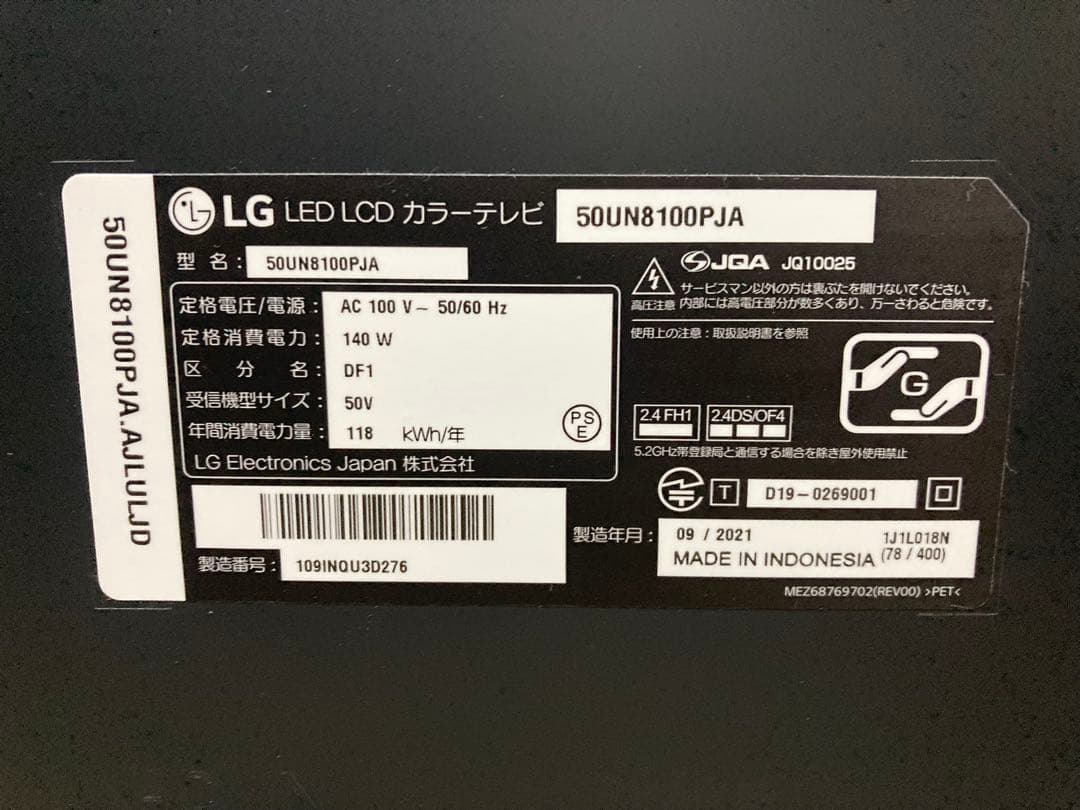 50UN8100PJA.AJLULJD
LG LED LCD カラーテレビ 50UN8100PJA
型名: 50UN8100PJA
定格電圧/電源: AC 100 V~ 50/60 Hz
定格消費電力: 140 W
区分名: DF1
受信機型サイズ: 50V
年間消費電力量: 118 kWh/年
PS
E
LG Electronics Japan 株式会社
製造番号: 109INQU3D276
JQA JQ10025
サービスマン以外の方は裏ぶたを開けないでください。
高圧注意 内部には高電圧部分が数多くあり、万一さわると危険です。
使用上の注意:取扱説明書を参照
G
2.4 FH1 2.4DS/OF4
5.2GHz帯登録局と通信する場合を除き屋外使用禁止
T D19-0269001
製造年月: 09 / 2021 1J1L018N
MADE IN INDONESIA (78 / 400)
MEZ68769702(REV00) >PET<